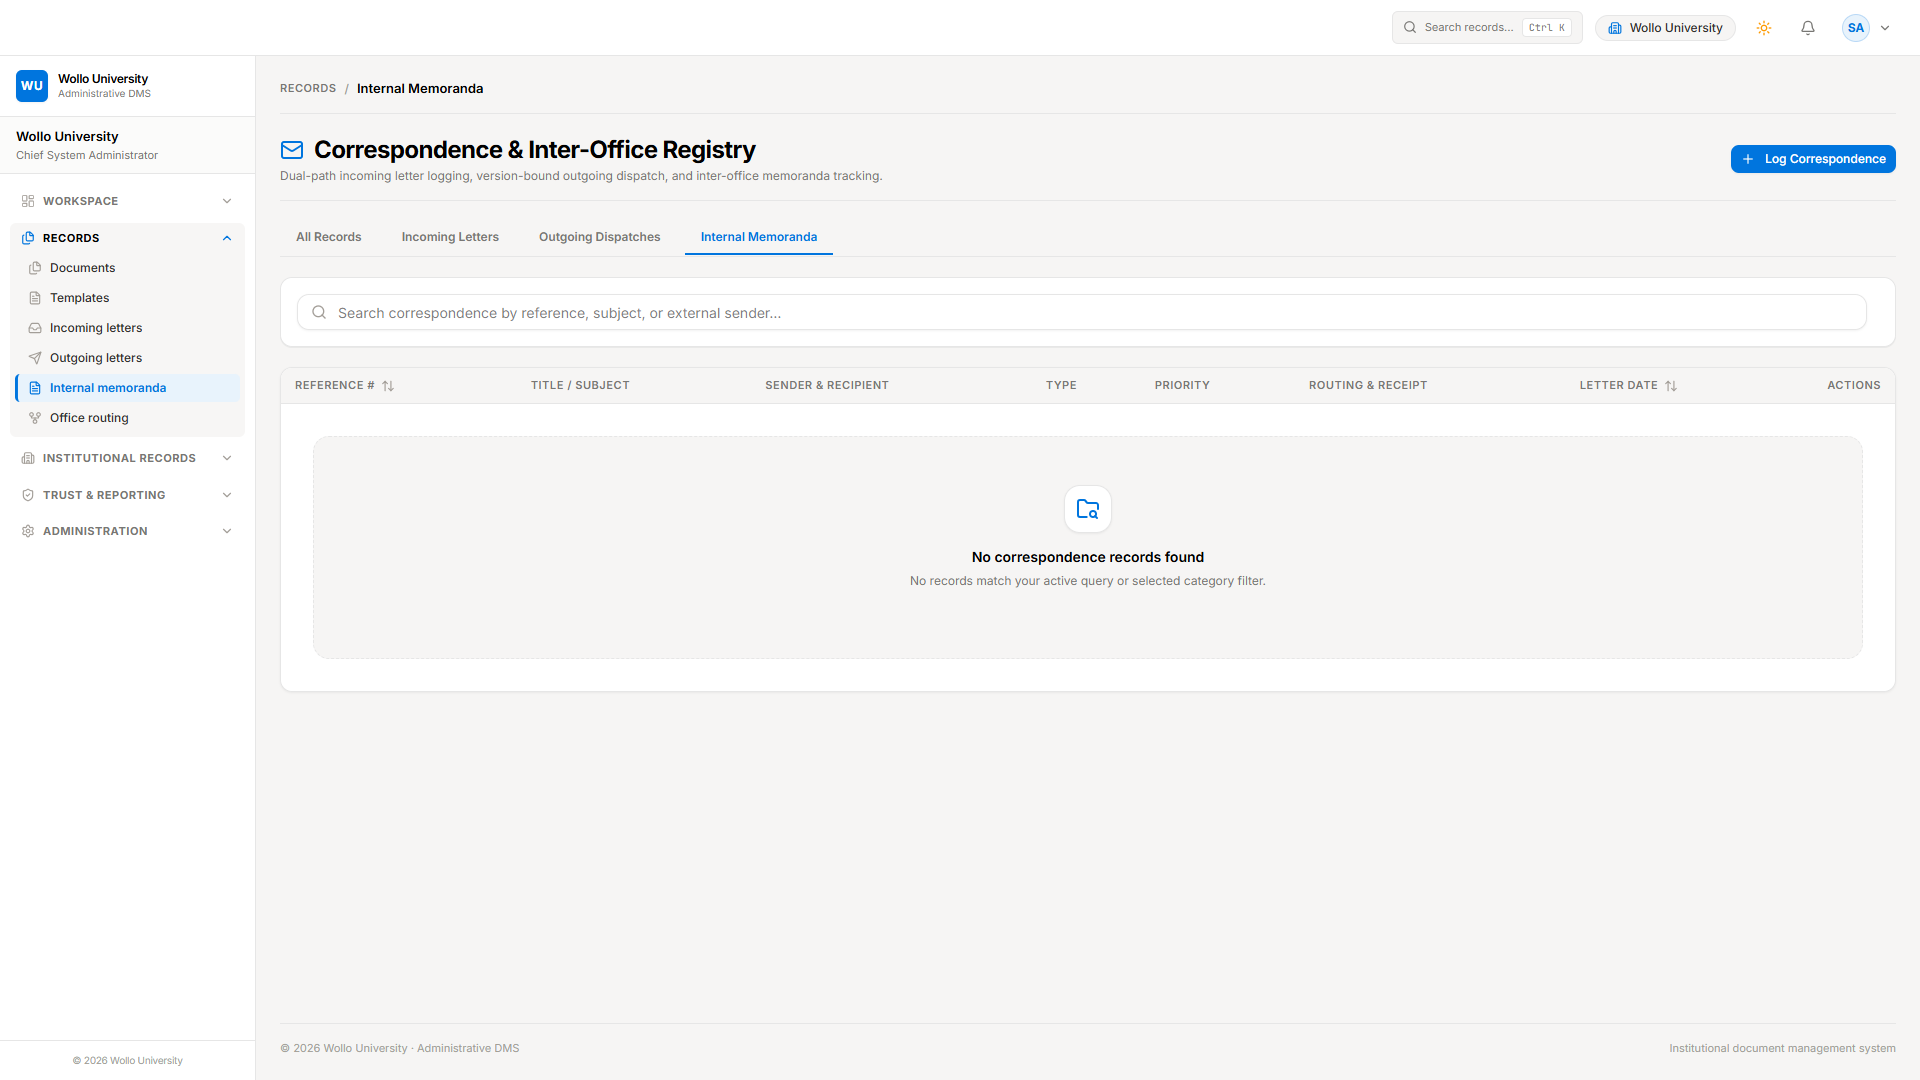 Search records... Ctrl K
Wollo University
SA
WU
Wollo University
Administrative DMS
Wollo University
Chief System Administrator
WORKSPACE
RECORDS
Documents
Templates
Incoming letters
Outgoing letters
Internal memoranda
Office routing
INSTITUTIONAL RECORDS
TRUST & REPORTING
ADMINISTRATION
© 2026 Wollo University
RECORDS / Internal Memoranda
Correspondence & Inter-Office Registry
Dual-path incoming letter logging, version-bound outgoing dispatch, and inter-office memoranda tracking.
+ Log Correspondence
All Records Incoming Letters Outgoing Dispatches Internal Memoranda
Search correspondence by reference, subject, or external sender...
REFERENCE # TITLE / SUBJECT SENDER & RECIPIENT TYPE PRIORITY ROUTING & RECEIPT LETTER DATE ACTIONS
No correspondence records found
No records match your active query or selected category filter.
© 2026 Wollo University · Administrative DMS
Institutional document management system